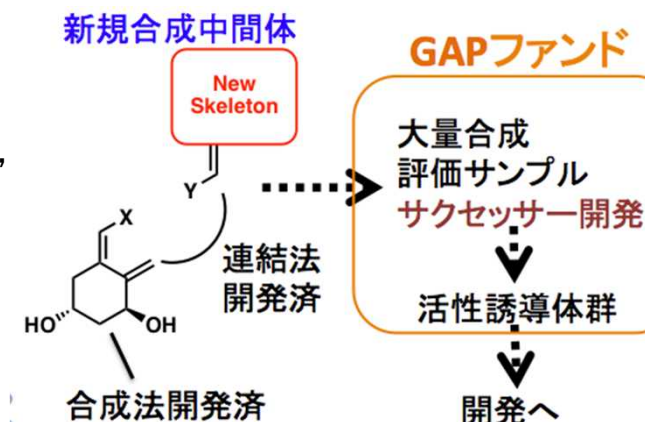 新規合成中間体
New
Skeleton
Y
X
HO
OH
連結法
開発済
合成法開発済
GAPファンド
大量合成
評価サンプル
サクセッサー開発
活性誘導体群
開発へ